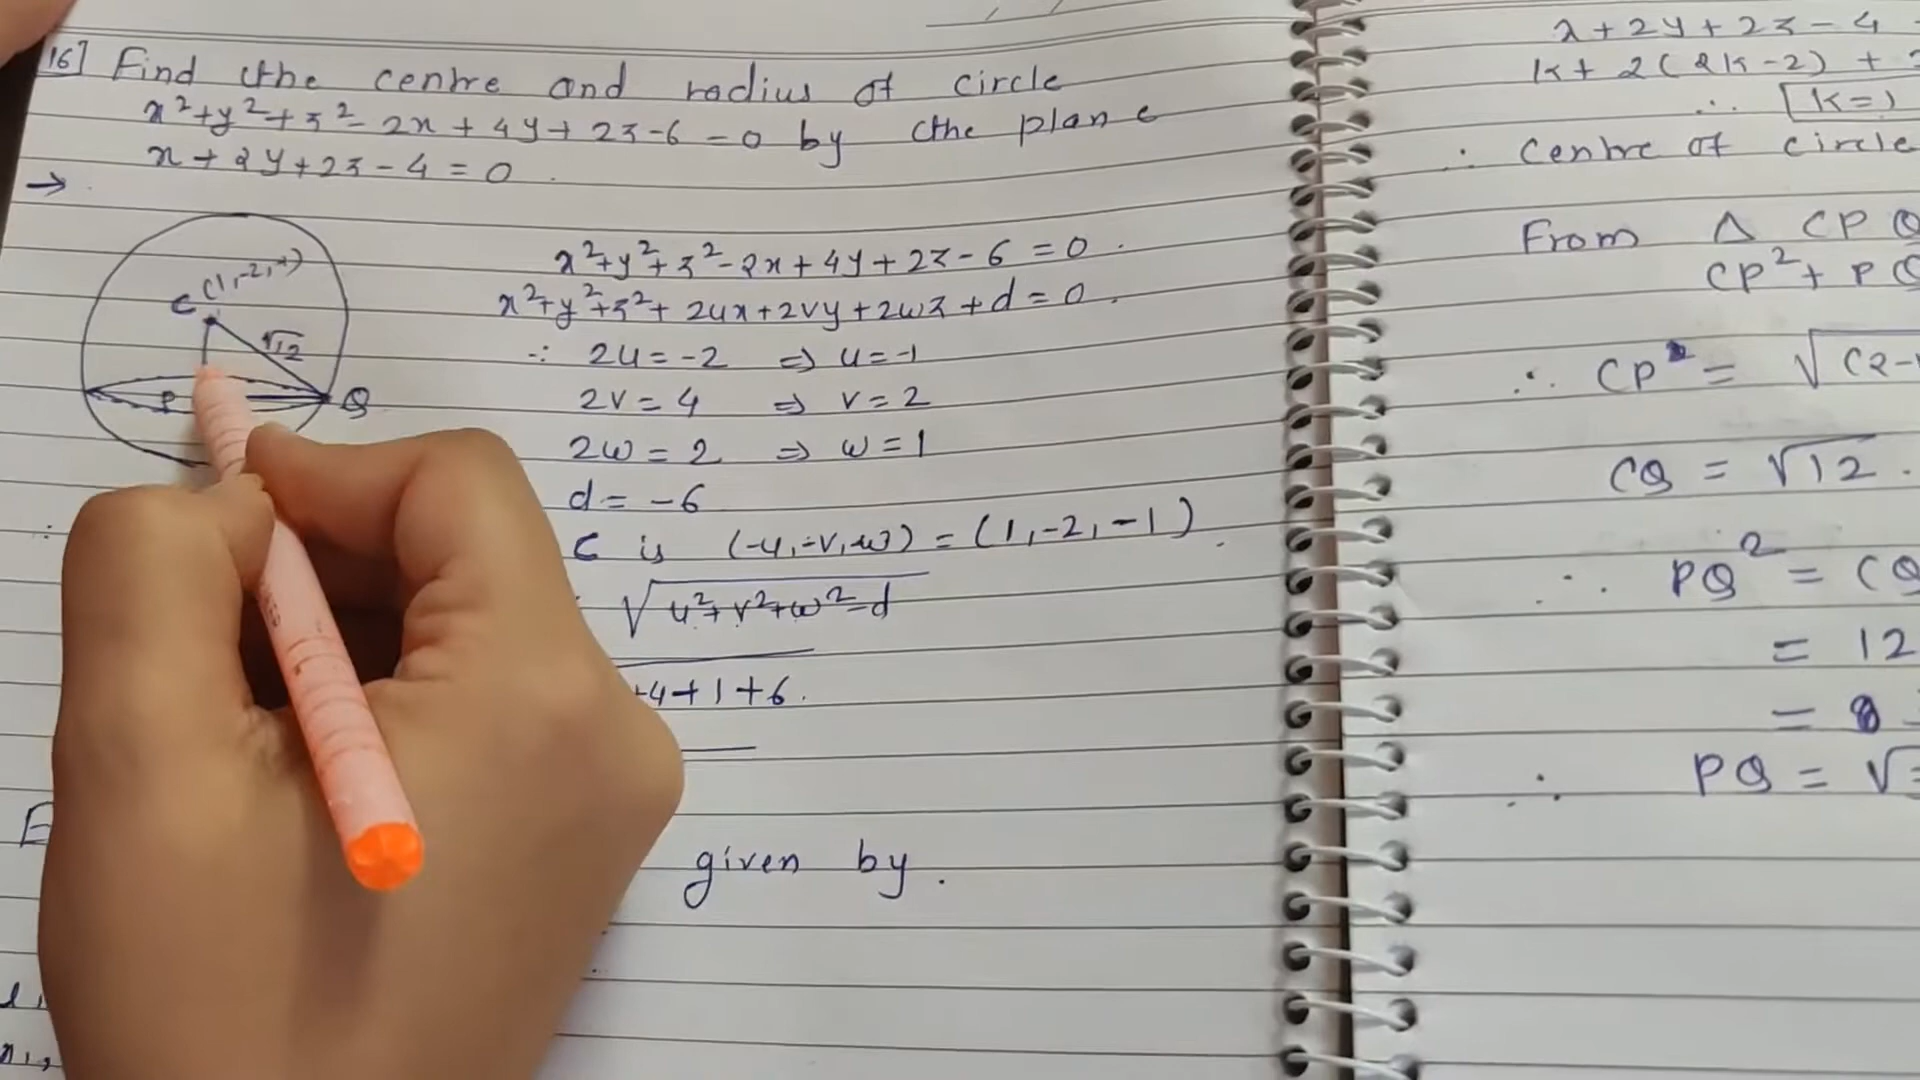 16] Find the centre and radius of circle
x²+y²+z²-2x+4y+2z-6=0 by the plane
x+2y+2z-4=0.
→
C (1,-2,-1)
√12
P
Q
x²+y²+z²-2x+4y+2z-6=0.
x²+y²+z²+2ux+2vy+2wz+d=0.
∴ 2u=-2 ⇒ u=-1
2v=4 ⇒ v=2
2w=2 ⇒ w=1
d=-6
∴ C is (-u,-v,-w)=(1,-2,-1).
√u²+v²+w²-d
+4+1+6.
given by.
x+2y+2z-4
k+2(2k-2)+
∴ [k=1
∴ Centre of circle
From Δ CPQ
CP²+PQ
∴ CP²=√(2-
CQ=√12.
∴ PQ²=CQ
=12
=
∴ PQ=√